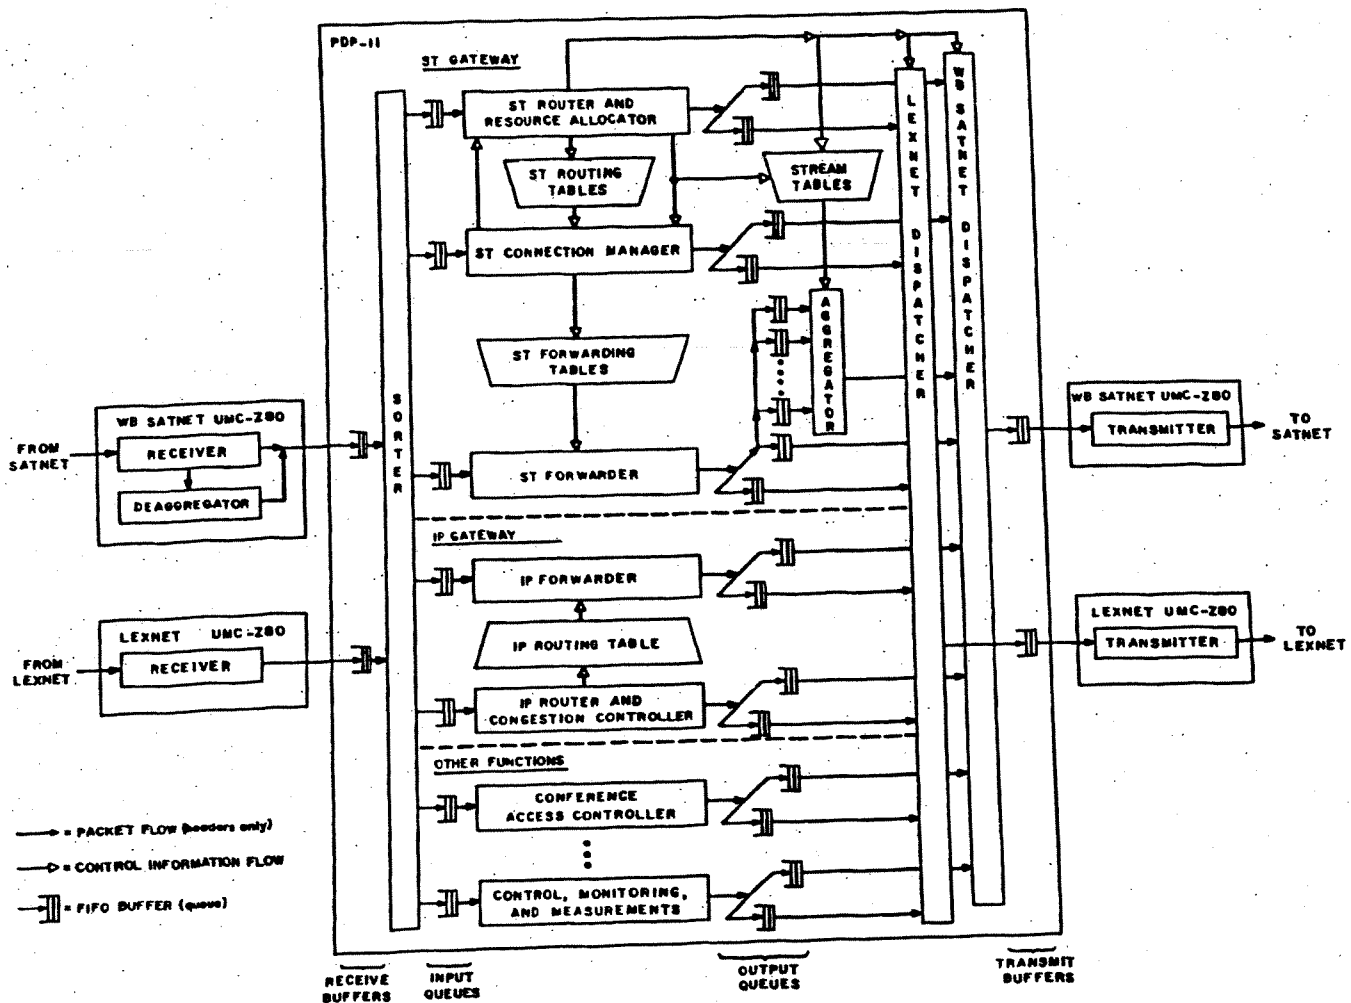 PDP-11
ST GATEWAY
ST ROUTER AND
RESOURCE ALLOCATOR
ST ROUTING
TABLES
STREAM
TABLES
ST CONNECTION MANAGER
ST FORWARDING
TABLES
AGGREGATOR
LEXNET DISPATCHER
WB SATNET DISPATCHER
SORTER
WB SATNET UMC-Z80
FROM
SATNET
RECEIVER
DEAGGREGATOR
ST FORWARDER
WB SATNET UMC-Z80
TRANSMITTER
TO
SATNET
IP GATEWAY
IP FORWARDER
IP ROUTING TABLE
IP ROUTER AND
CONGESTION CONTROLLER
LEXNET UMC-Z80
FROM
LEXNET
RECEIVER
LEXNET UMC-Z80
TRANSMITTER
TO
LEXNET
OTHER FUNCTIONS
CONFERENCE
ACCESS CONTROLLER
CONTROL, MONITORING,
AND MEASUREMENTS
= PACKET FLOW (headers only)
= CONTROL INFORMATION FLOW
= FIFO BUFFER (queue)
RECEIVE
BUFFERS
INPUT
QUEUES
OUTPUT
QUEUES
TRANSMIT
BUFFERS